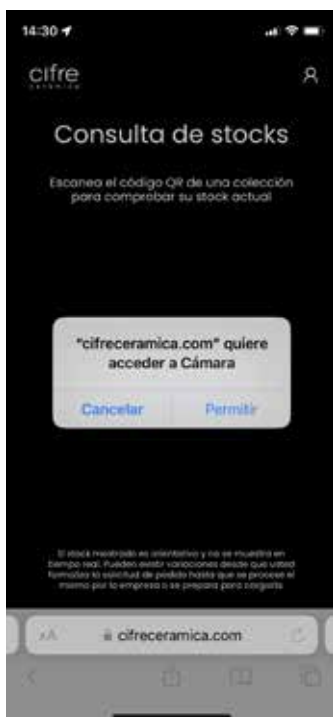 14:30
cifre
cerámica
Consulta de stocks
Escanea el código QR de una colección
para comprobar su stock actual
"cifreceramica.com" quiere
acceder a Cámara
Cancelar
Permitir
El stock mostrado es orientativo y no se muestra en
tiempo real. Pueden existir variaciones desde que usted
formaliza la solicitud de pedido hasta que se procese el
mismo por la empresa o se prepara para cargarlo
AA
cifreceramica.com